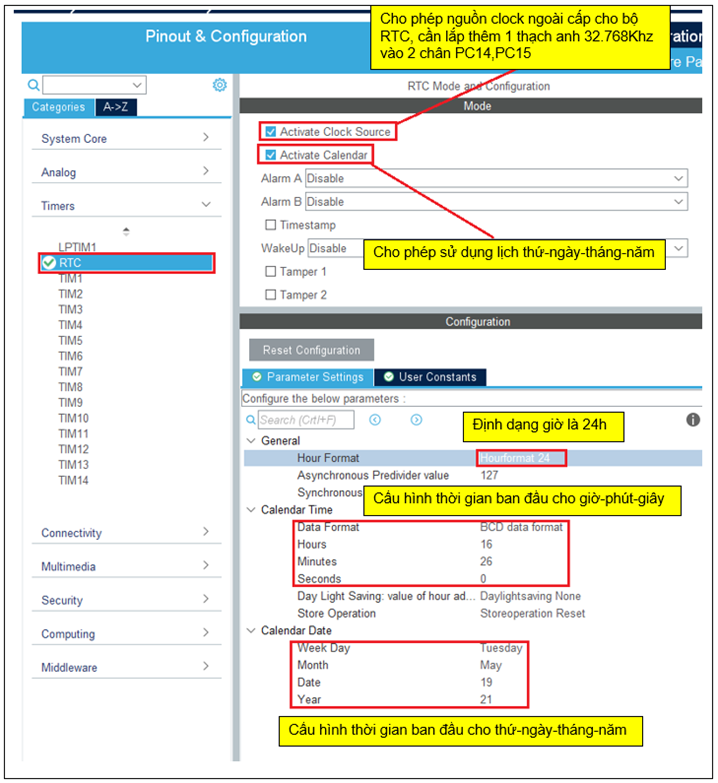 Cho phép nguồn clock ngoài cấp cho bộ
RTC, cần lắp thêm 1 thạch anh 32.768Khz
vào 2 chân PC14,PC15
Pinout & Configuration
ration
re Pa
Categories
A->Z
System Core
Analog
Timers
LPTIM1
RTC
TIM1
TIM2
TIM3
TIM4
TIM5
TIM6
TIM7
TIM8
TIM9
TIM10
TIM11
TIM12
TIM13
TIM14
Connectivity
Multimedia
Security
Computing
Middleware
RTC Mode and Configuration
Mode
Activate Clock Source
Activate Calendar
Alarm A Disable
Alarm B Disable
Timestamp
WakeUp Disable
Cho phép sử dụng lịch thứ-ngày-tháng-năm
Tamper 1
Tamper 2
Configuration
Reset Configuration
Parameter Settings
User Constants
Configure the below parameters :
Search (Crtl+F)
Định dạng giờ là 24h
General
Hour Format Hourformat 24
Asynchronous Predivider value 127
Synchronous
Cấu hình thời gian ban đầu cho giờ-phút-giây
Calendar Time
Data Format BCD data format
Hours 16
Minutes 26
Seconds 0
Day Light Saving: value of hour ad... Daylightsaving None
Store Operation Storeoperation Reset
Calendar Date
Week Day Tuesday
Month May
Date 19
Year 21
Cấu hình thời gian ban đầu cho thứ-ngày-tháng-năm